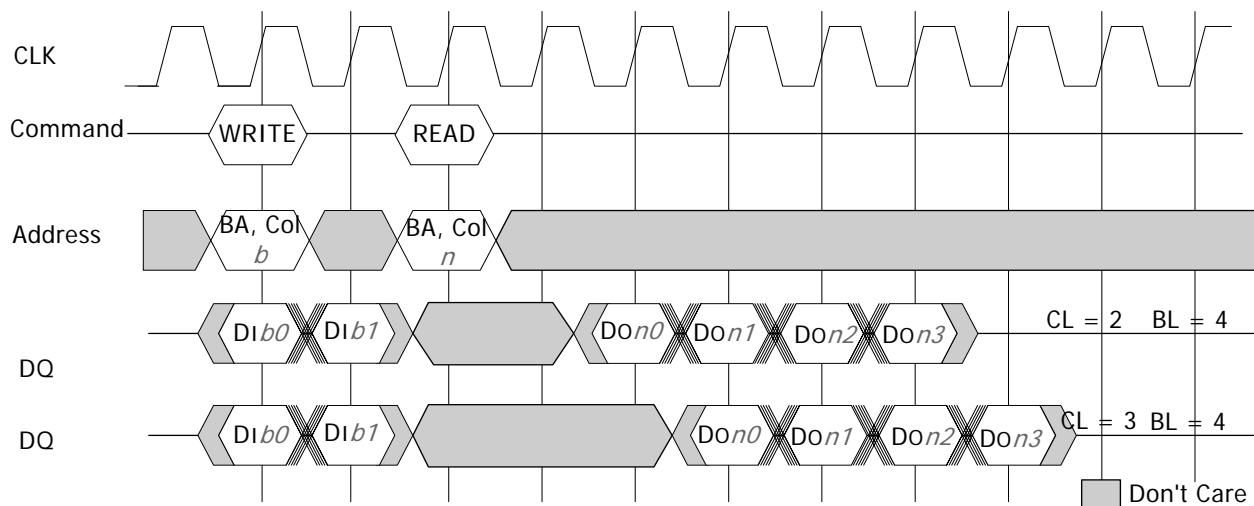 CLK
Command WRITE READ
Address BA, Col b BA, Col n
DQ DIb0 DIb1 DOn0 DOn1 DOn2 DOn3 CL = 2 BL = 4
DQ DIb0 DIb1 DOn0 DOn1 DOn2 DOn3 CL = 3 BL = 4
Don't Care